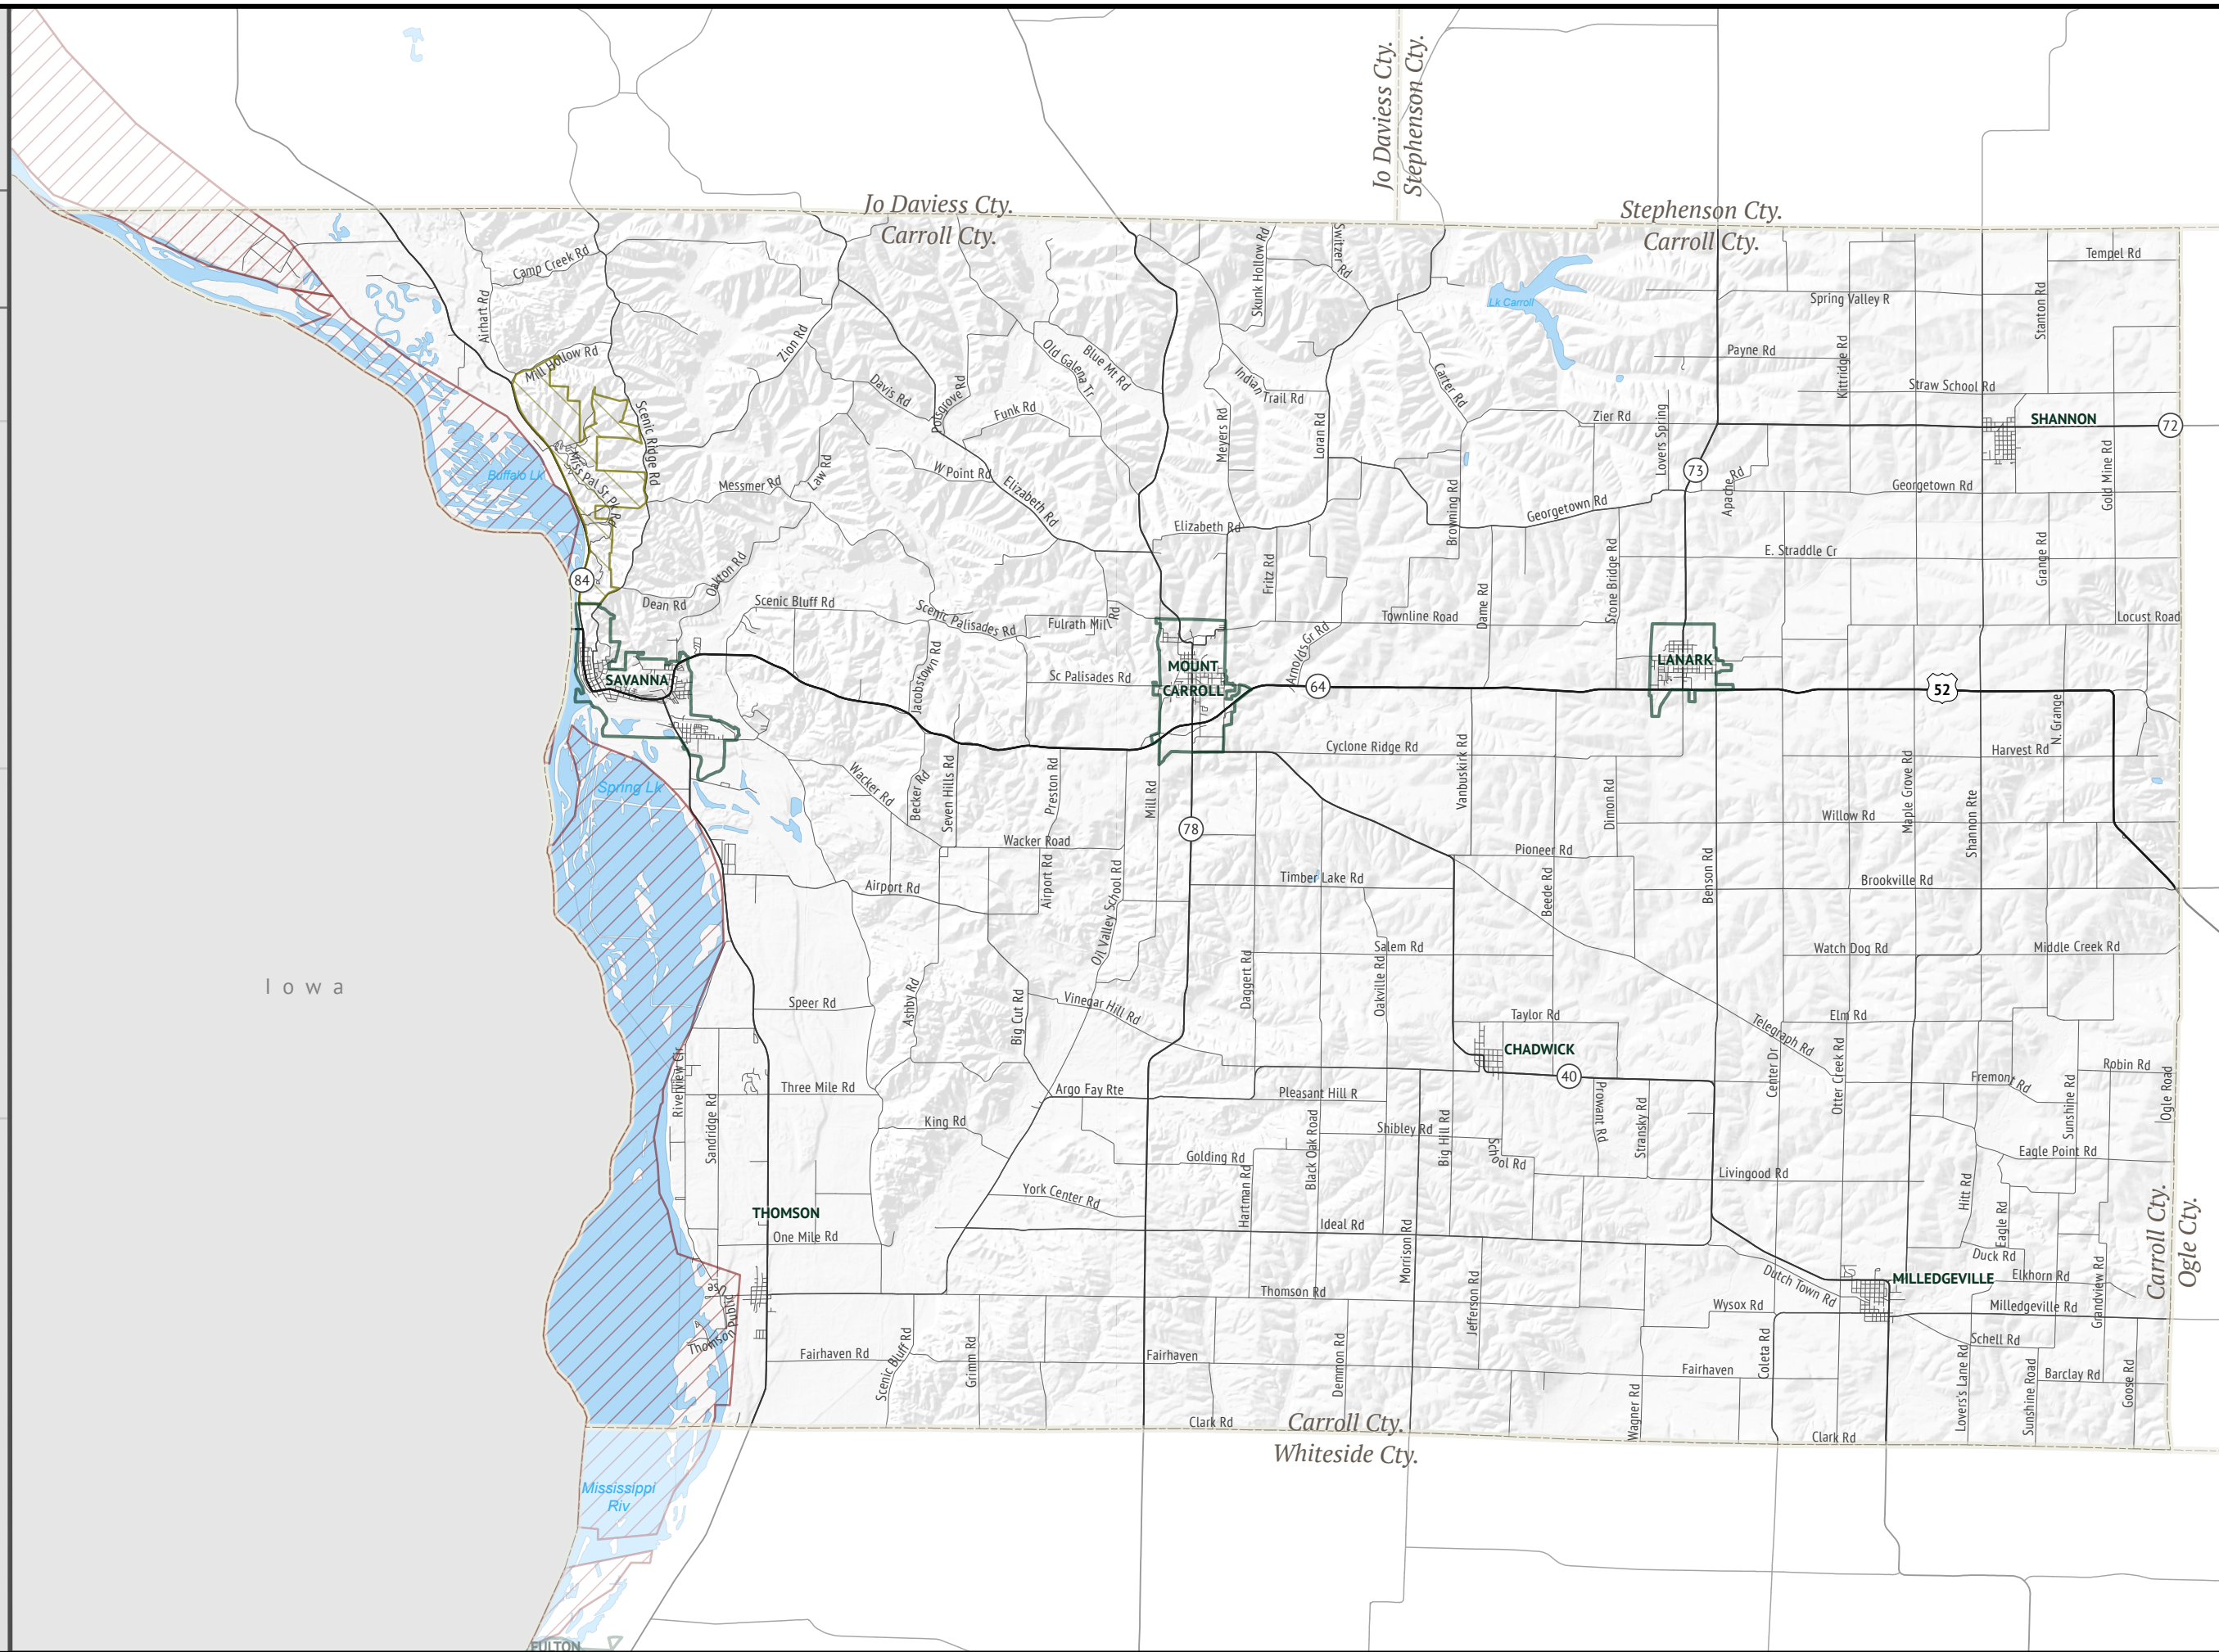 Jo Daviess Cty.
Stephenson Cty.
Jo Daviess Cty.
Carroll Cty.
Stephenson Cty.
Carroll Cty.
Camp Creek Rd
Skunk Hollow Rd
Switzer Rd
Tempel Rd
Airhart Rd
Lk Carroll
Spring Valley R
Stanton Rd
Zion Rd
Mill Hollow Rd
Old Galena Tr
Blue Mt Rd
Payne Rd
Kittridge Rd
Davis Rd
Indian Trail Rd
Carter Rd
Straw School Rd
Scenic Ridge Rd
Dotsgrove Rd
Funk Rd
Meyers Rd
Loran Rd
Zier Rd
Lovers Spring
SHANNON
72
Buffalo Lk
Miss Pal St Pk R
Messmer Rd
Law Rd
W Point Rd
Elizabeth Rd
73
Apache Rd
Georgetown Rd
Gold Mine Rd
Browning Rd
Georgetown Rd
Elizabeth Rd
84
Oakton Rd
Fritz Rd
Stone Bridge Rd
E. Straddle Cr
Grange Rd
Dean Rd
Scenic Bluff Rd
Scenic Palisades Rd
Fulrath Mill Rd
Townline Road
Dame Rd
Locust Road
SAVANNA
Jacobstown Rd
Sc Palisades Rd
MOUNT
CARROLL
Arnolds Gr Rd
64
LANARK
52
N. Grange
Cyclone Ridge Rd
Harvest Rd
Spring Lk
Wacker Rd
Becker Rd
Seven Hills Rd
Preston Rd
Mill Rd
Vanbuskirk Rd
Dimon Rd
Maple Grove Rd
Shannon Rte
Willow Rd
78
Wacker Road
Pioneer Rd
Airport Rd
Airport Rd
Oil Valley School Rd
Timber Lake Rd
Beede Rd
Benson Rd
Brookville Rd
Iowa
Salem Rd
Watch Dog Rd
Middle Creek Rd
Daggert Rd
Oakville Rd
Speer Rd
Ashby Rd
Big Cut Rd
Vinegar Hill Rd
Taylor Rd
Telegraph Rd
Elm Rd
CHADWICK
40
Riverview Cir
Three Mile Rd
Argo Fay Rte
Pleasant Hill R
Center Dr
Otter Creek Rd
Fremont Rd
Robin Rd
Ogle Road
Sandridge Rd
King Rd
Black Oak Road
Shibley Rd
Big Hill Rd
School Rd
Prowant Rd
Stransky Rd
Sunshine Rd
Golding Rd
Eagle Point Rd
Hartman Rd
York Center Rd
Livingood Rd
Hitt Rd
Eagle Rd
Carroll Cty.
Ogle Cty.
THOMSON
One Mile Rd
Ideal Rd
Morrison Rd
Duck Rd
Dutch Town Rd
MILLEDGEVILLE
Elkhorn Rd
Grandview Rd
Thomson Public Use
Thomson Rd
Jefferson Rd
Wysox Rd
Milledgeville Rd
Schell Rd
Fairhaven Rd
Scenic Bluff Rd
Grimm Rd
Fairhaven
Demmon Rd
Fairhaven
Coleta Rd
Lovers's Lane Rd
Sunshine Road
Barclay Rd
Goose Rd
Wagner Rd
Clark Rd
Carroll Cty.
Whiteside Cty.
Clark Rd
Mississippi
Riv
FULTON